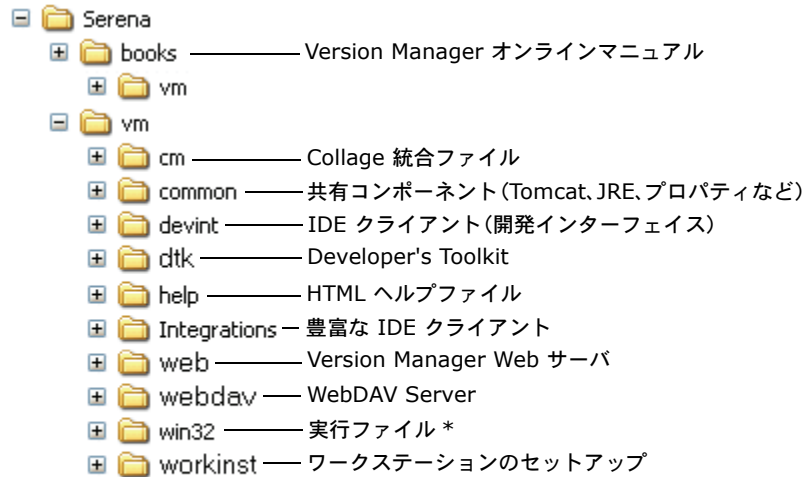 Serena
books Version Manager オンラインマニュアル
vm
vm
cm Collage 統合ファイル
common 共有コンポーネント(Tomcat、JRE、プロパティなど)
devint IDE クライアント(開発インターフェイス)
dtk Developer's Toolkit
help HTML ヘルプファイル
Integrations 豊富な IDE クライアント
web Version Manager Web サーバ
webdav WebDAV Server
win32 実行ファイル *
workinst ワークステーションのセットアップ